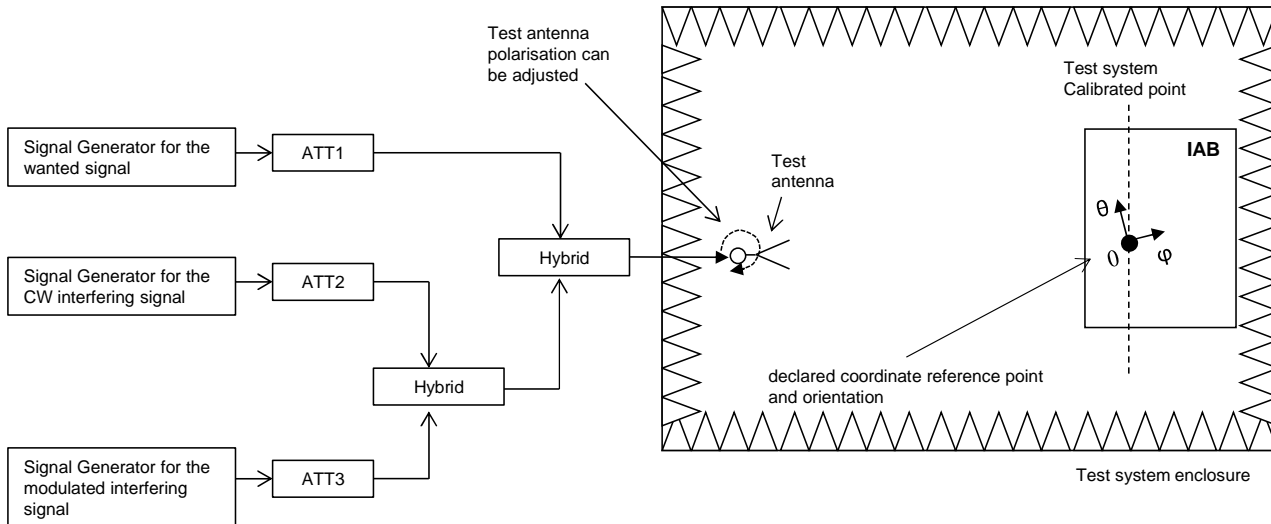 Test antenna
polarisation can
be adjusted
Test system
Calibrated point
Signal Generator for the
wanted signal
ATT1
IAB
Test
antenna
θ
0
φ
Hybrid
Signal Generator for the
CW interfering signal
ATT2
Hybrid
declared coordinate reference point
and orientation
Signal Generator for the
modulated interfering
signal
ATT3
Test system enclosure